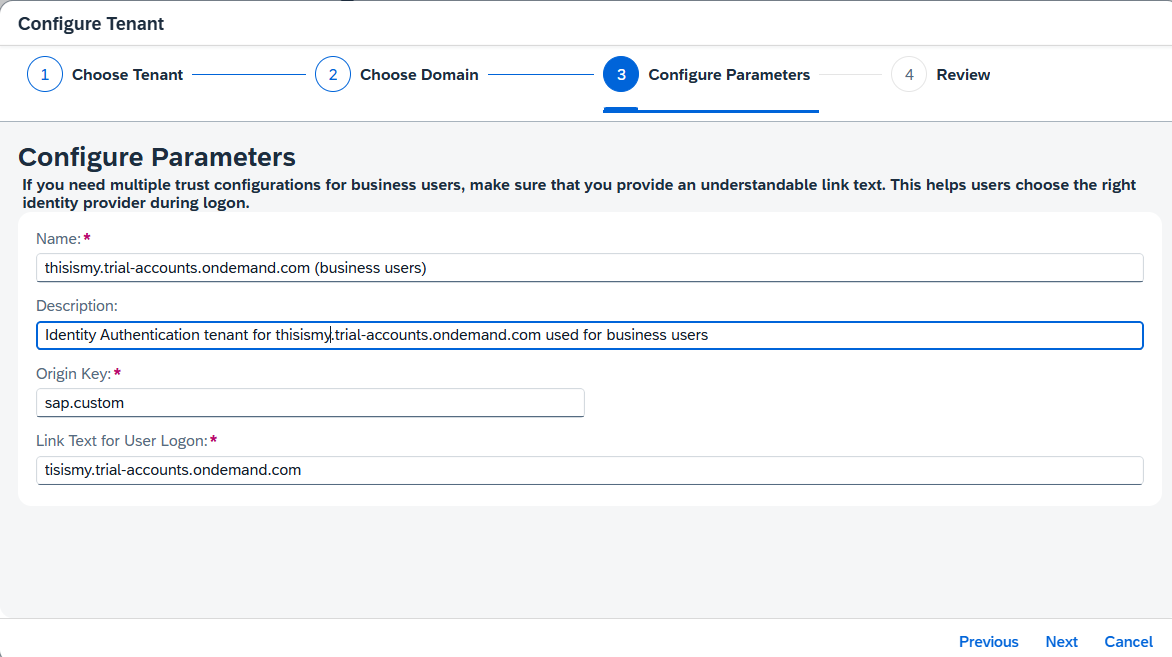 Configure Tenant
1 Choose Tenant 2 Choose Domain 3 Configure Parameters 4 Review
Configure Parameters
If you need multiple trust configurations for business users, make sure that you provide an understandable link text. This helps users choose the right
identity provider during logon.
Name:*
thisismy.trial-accounts.ondemand.com (business users)
Description:
Identity Authentication tenant for thisismy.trial-accounts.ondemand.com used for business users
Origin Key:*
sap.custom
Link Text for User Logon:*
tisismy.trial-accounts.ondemand.com
Previous Next Cancel